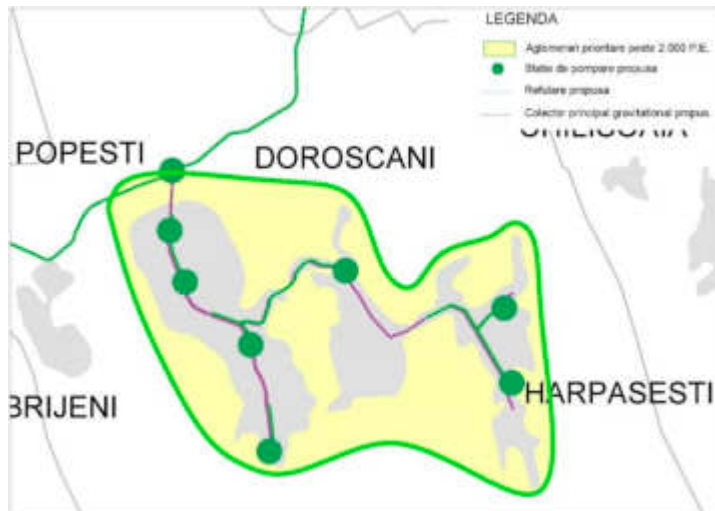 LEGENDA
Aglomerari prioritare peste 2.000 P.E.
Statie de pompare propusa
Refulare propusa
Colector principal gravitational propus
POPESTI
DOROSCANI
HARPASESTI
BRIJENI